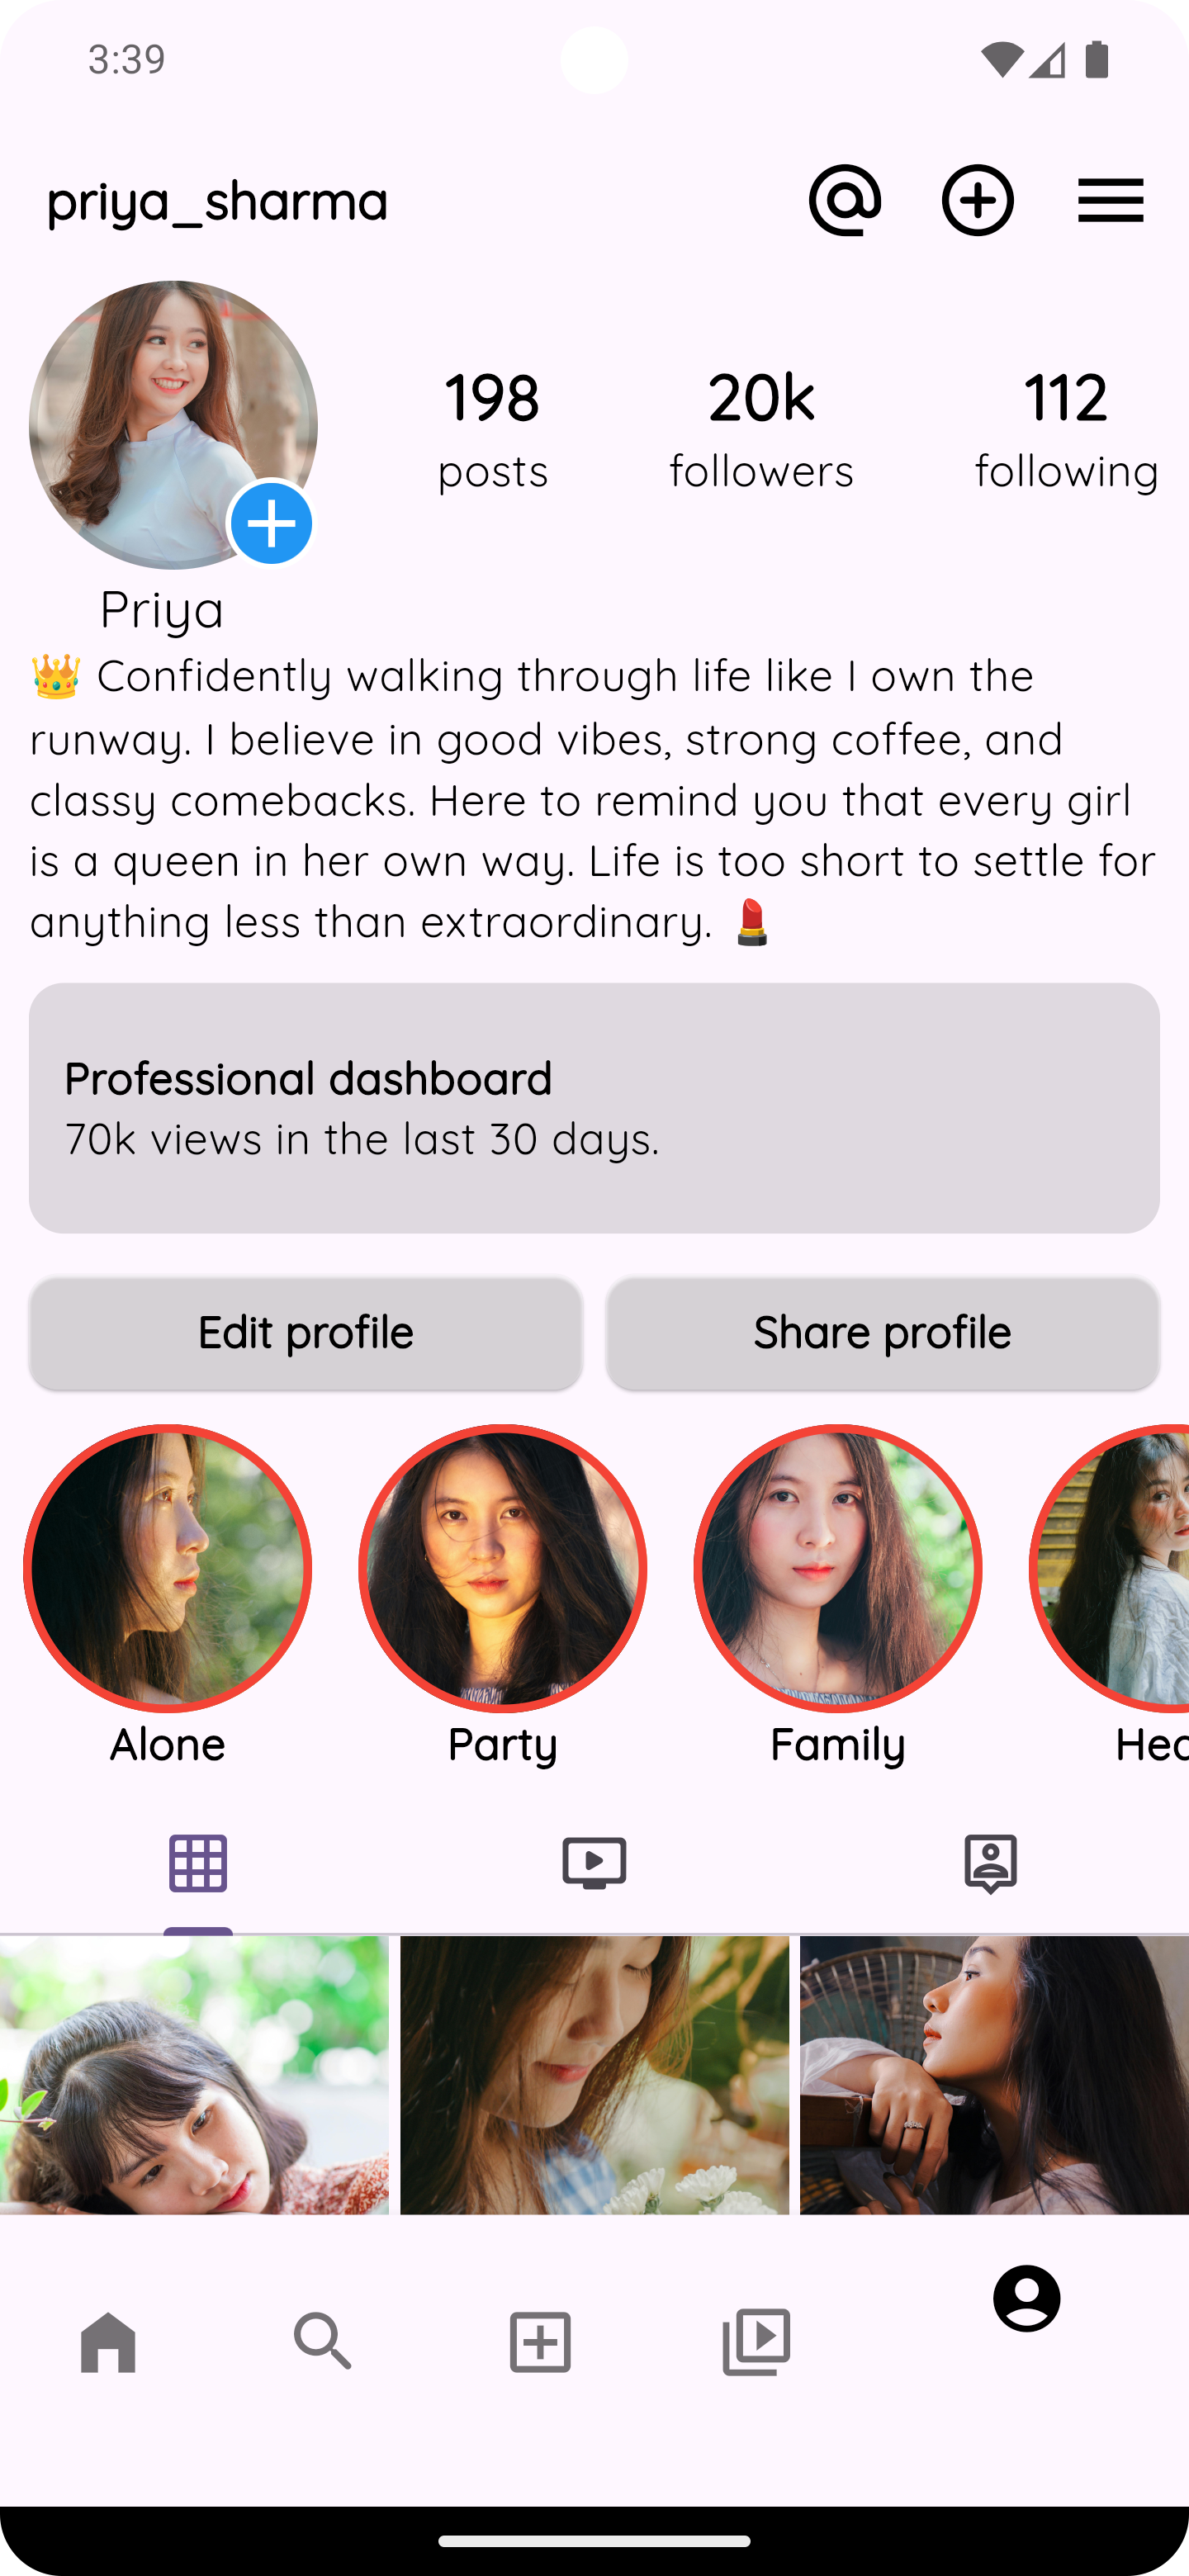 3:39
priya_sharma
198
posts
20k
followers
112
following
Priya
👑 Confidently walking through life like I own the
runway. I believe in good vibes, strong coffee, and
classy comebacks. Here to remind you that every girl
is a queen in her own way. Life is too short to settle for
anything less than extraordinary. 💄
Professional dashboard
70k views in the last 30 days.
Edit profile
Share profile
Alone
Party
Family